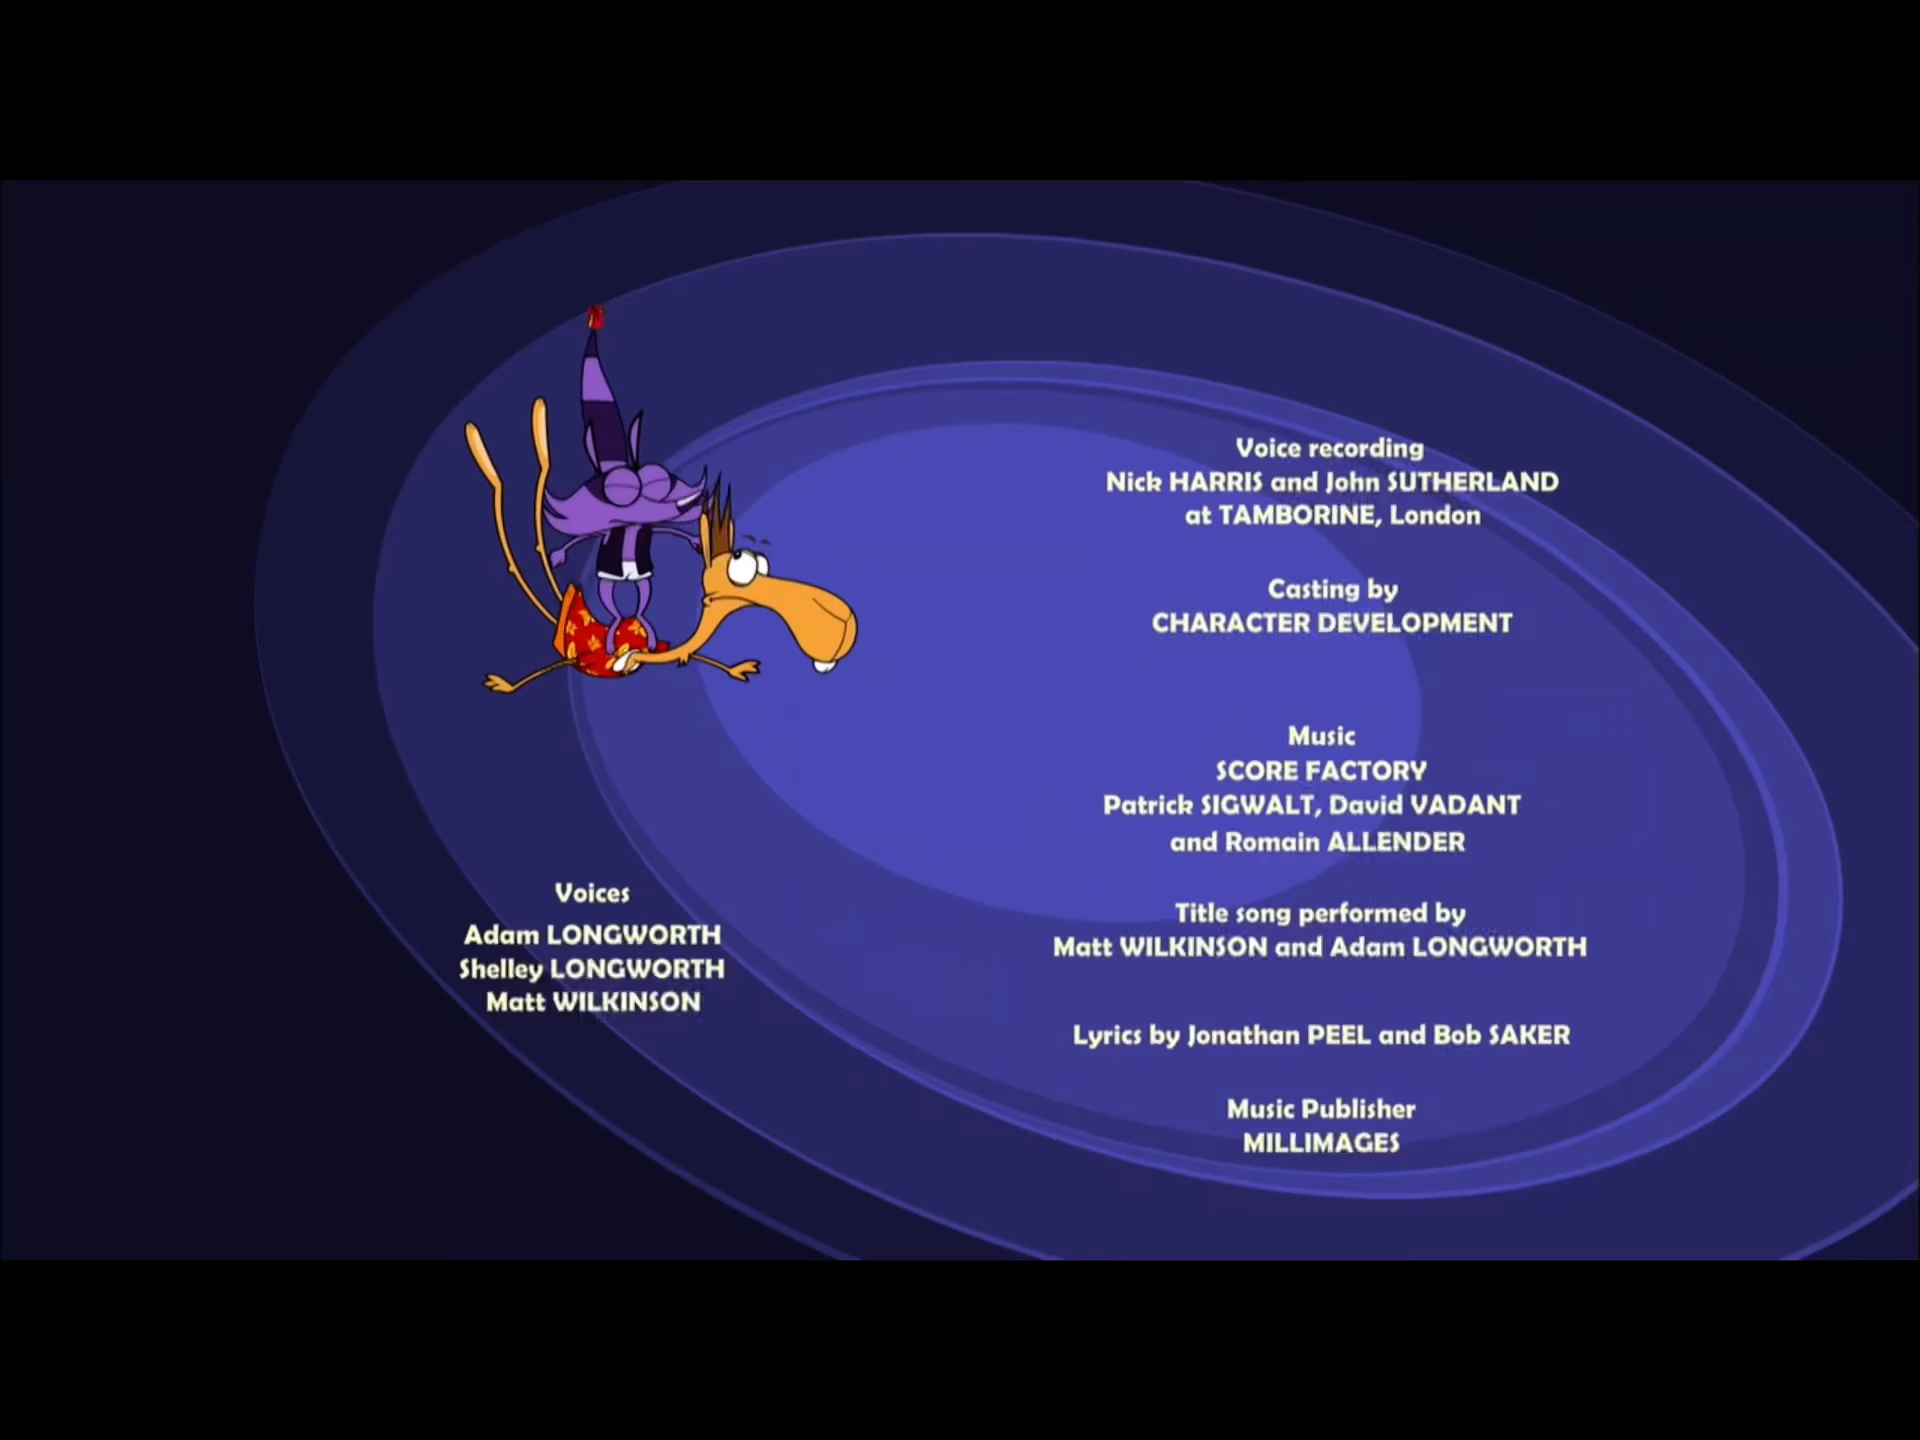 Voices
Adam LONGWORTH
Shelley LONGWORTH
Matt WILKINSON
Voice recording
Nick HARRIS and John SUTHERLAND
at TAMBORINE, London
Casting by
CHARACTER DEVELOPMENT
Music
SCORE FACTORY
Patrick SIGWALT, David VADANT
and Romain ALLENDER
Title song performed by
Matt WILKINSON and Adam LONGWORTH
Lyrics by Jonathan PEEL and Bob SAKER
Music Publisher
MILLIMAGES